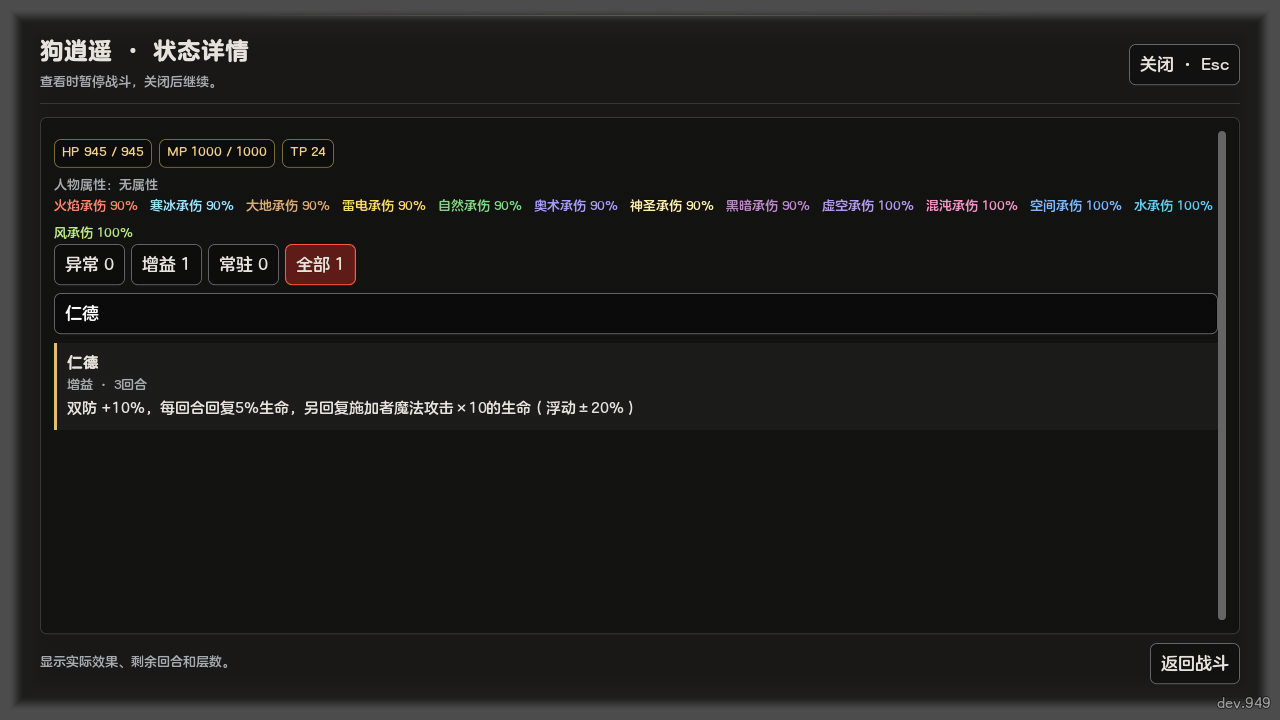 狗逍遥 · 状态详情
查看时暂停战斗，关闭后继续。
关闭 · Esc
HP 945 / 945 MP 1000 / 1000 TP 24
人物属性：无属性
火焰承伤 90% 寒冰承伤 90% 大地承伤 90% 雷电承伤 90% 自然承伤 90% 奥术承伤 90% 神圣承伤 90% 黑暗承伤 90% 虚空承伤 100% 混沌承伤 100% 空间承伤 100% 水承伤 100%
风承伤 100%
异常 0 增益 1 常驻 0 全部 1
仁德
仁德
增益 · 3回合
双防 +10%，每回合回复5%生命，另回复施加者魔法攻击×10的生命（浮动±20%）
显示实际效果、剩余回合和层数。
返回战斗
dev.949